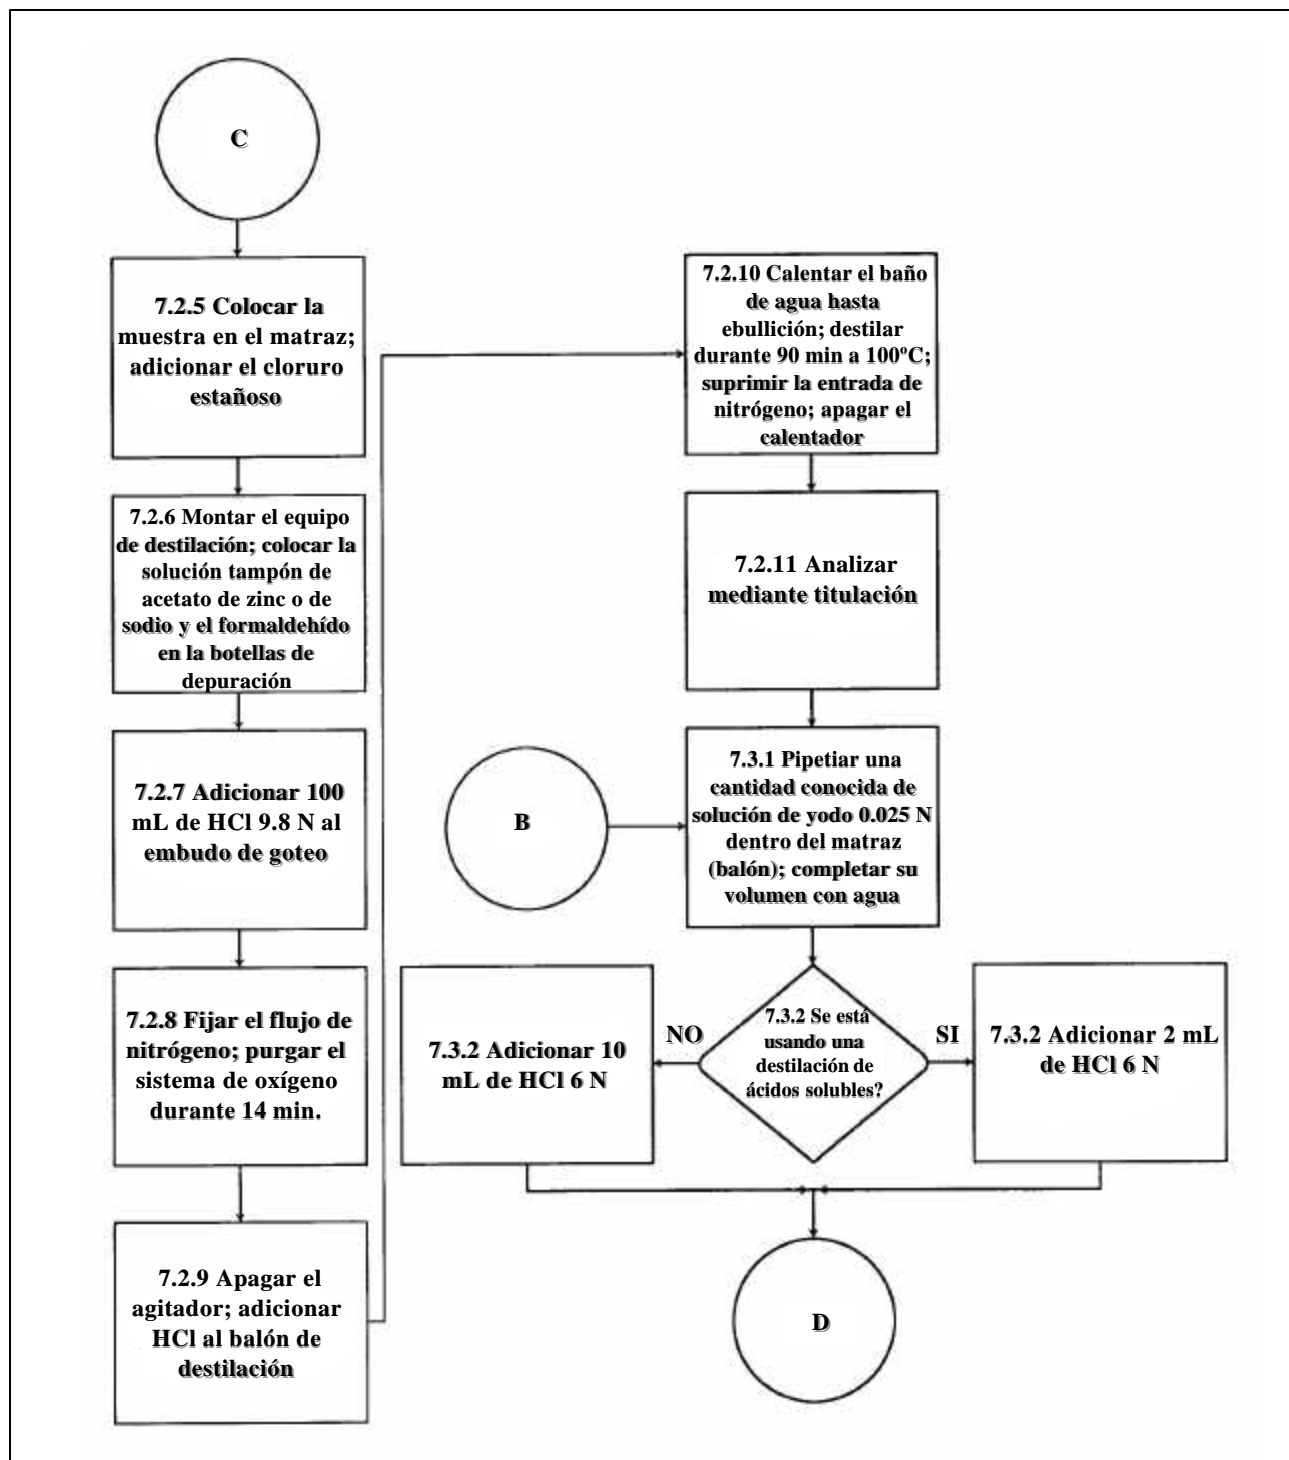 C
7.2.5 Colocar la
muestra en el matraz;
adicionar el cloruro
estañoso
7.2.6 Montar el equipo
de destilación; colocar la
solución tampón de
acetato de zinc o de
sodio y el formaldehído
en la botellas de
depuración
7.2.7 Adicionar 100
mL de HCl 9.8 N al
embudo de goteo
7.2.8 Fijar el flujo de
nitrógeno; purgar el
sistema de oxígeno
durante 14 min.
7.2.9 Apagar el
agitador; adicionar
HCl al balón de
destilación
7.2.10 Calentar el baño
de agua hasta
ebullición; destilar
durante 90 min a 100ºC;
suprimir la entrada de
nitrógeno; apagar el
calentador
7.2.11 Analizar
mediante titulación
B
7.3.1 Pipetiar una
cantidad conocida de
solución de yodo 0.025 N
dentro del matraz
(balón); completar su
volumen con agua
7.3.2 Se está
usando una
destilación de
ácidos solubles?
NO
7.3.2 Adicionar 10
mL de HCl 6 N
SI
7.3.2 Adicionar 2 mL
de HCl 6 N
D